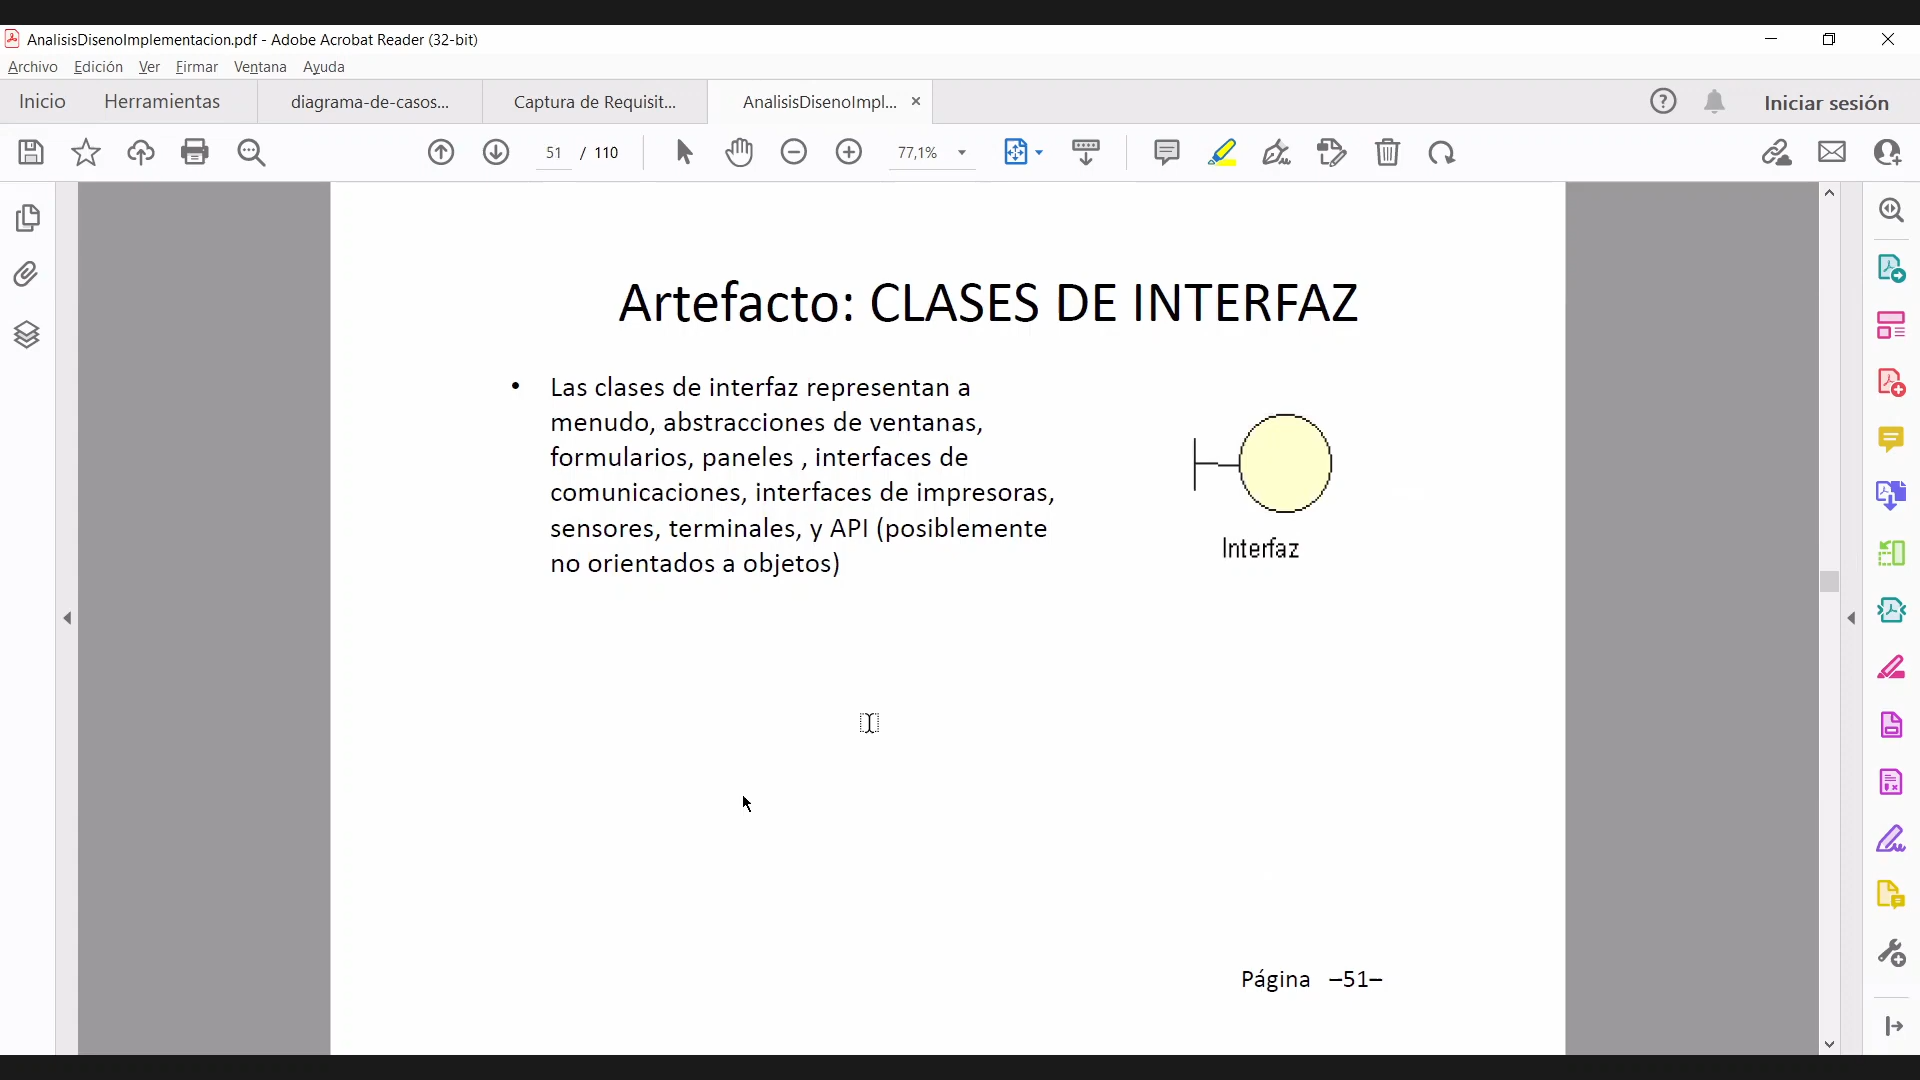 AnalisisDisenoImplementacion.pdf - Adobe Acrobat Reader (32-bit)
Archivo Edición Ver Firmar Ventana Ayuda
Inicio Herramientas diagrama-de-casos... Captura de Requisit... AnalisisDisenoImpl... Iniciar sesión
51 / 110 77,1%
Artefacto: CLASES DE INTERFAZ
• Las clases de interfaz representan a
menudo, abstracciones de ventanas,
formularios, paneles , interfaces de
comunicaciones, interfaces de impresoras,
sensores, terminales, y API (posiblemente
no orientados a objetos)
Interfaz
Página –51–